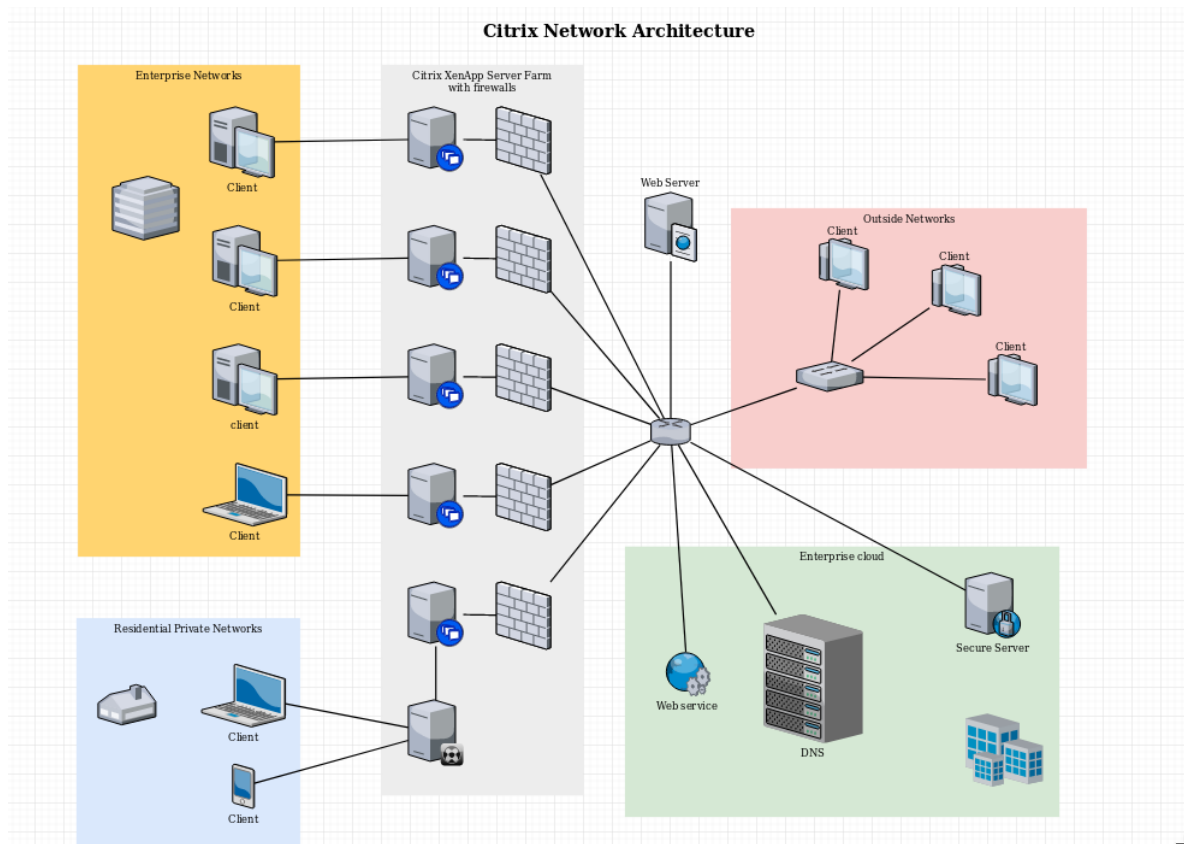 Citrix Network Architecture
Enterprise Networks
Client
Client
client
Client
Residential Private Networks
Client
Client
Citrix XenApp Server Farm
with firewalls
Web Server
Outside Networks
Client
Client
Client
Enterprise cloud
Secure Server
Web service
DNS